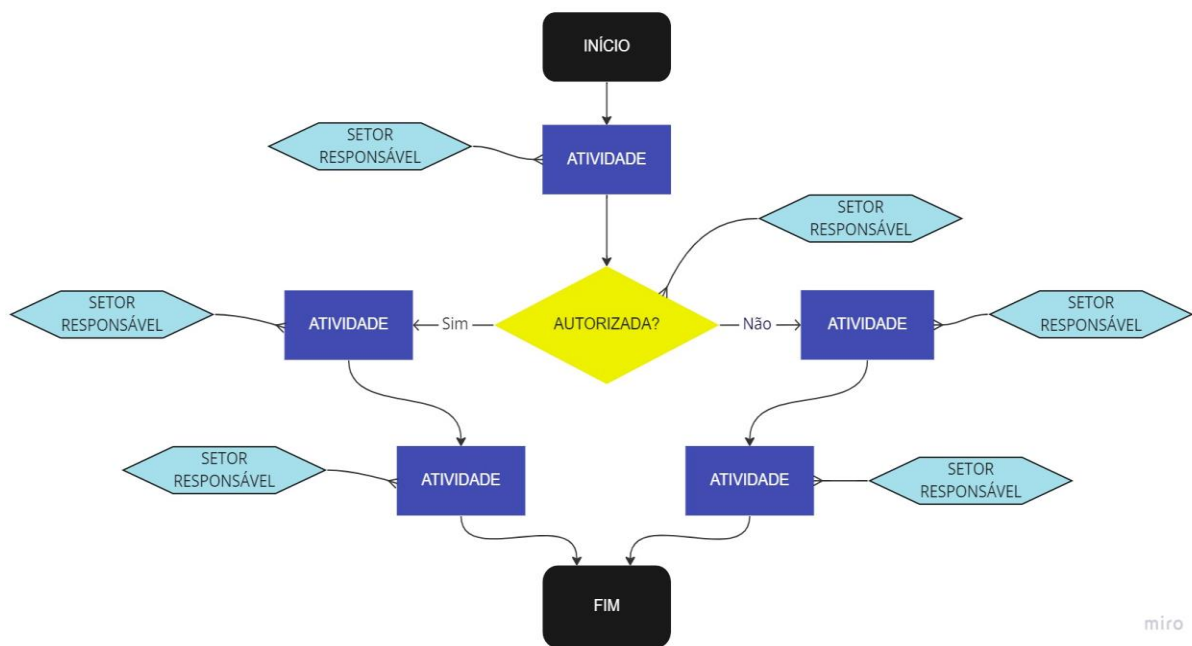 INÍCIO
SETOR
RESPONSÁVEL
ATIVIDADE
SETOR
RESPONSÁVEL
SETOR
RESPONSÁVEL
ATIVIDADE
Sim
AUTORIZADA?
Não
ATIVIDADE
SETOR
RESPONSÁVEL
SETOR
RESPONSÁVEL
ATIVIDADE
ATIVIDADE
SETOR
RESPONSÁVEL
FIM
miro